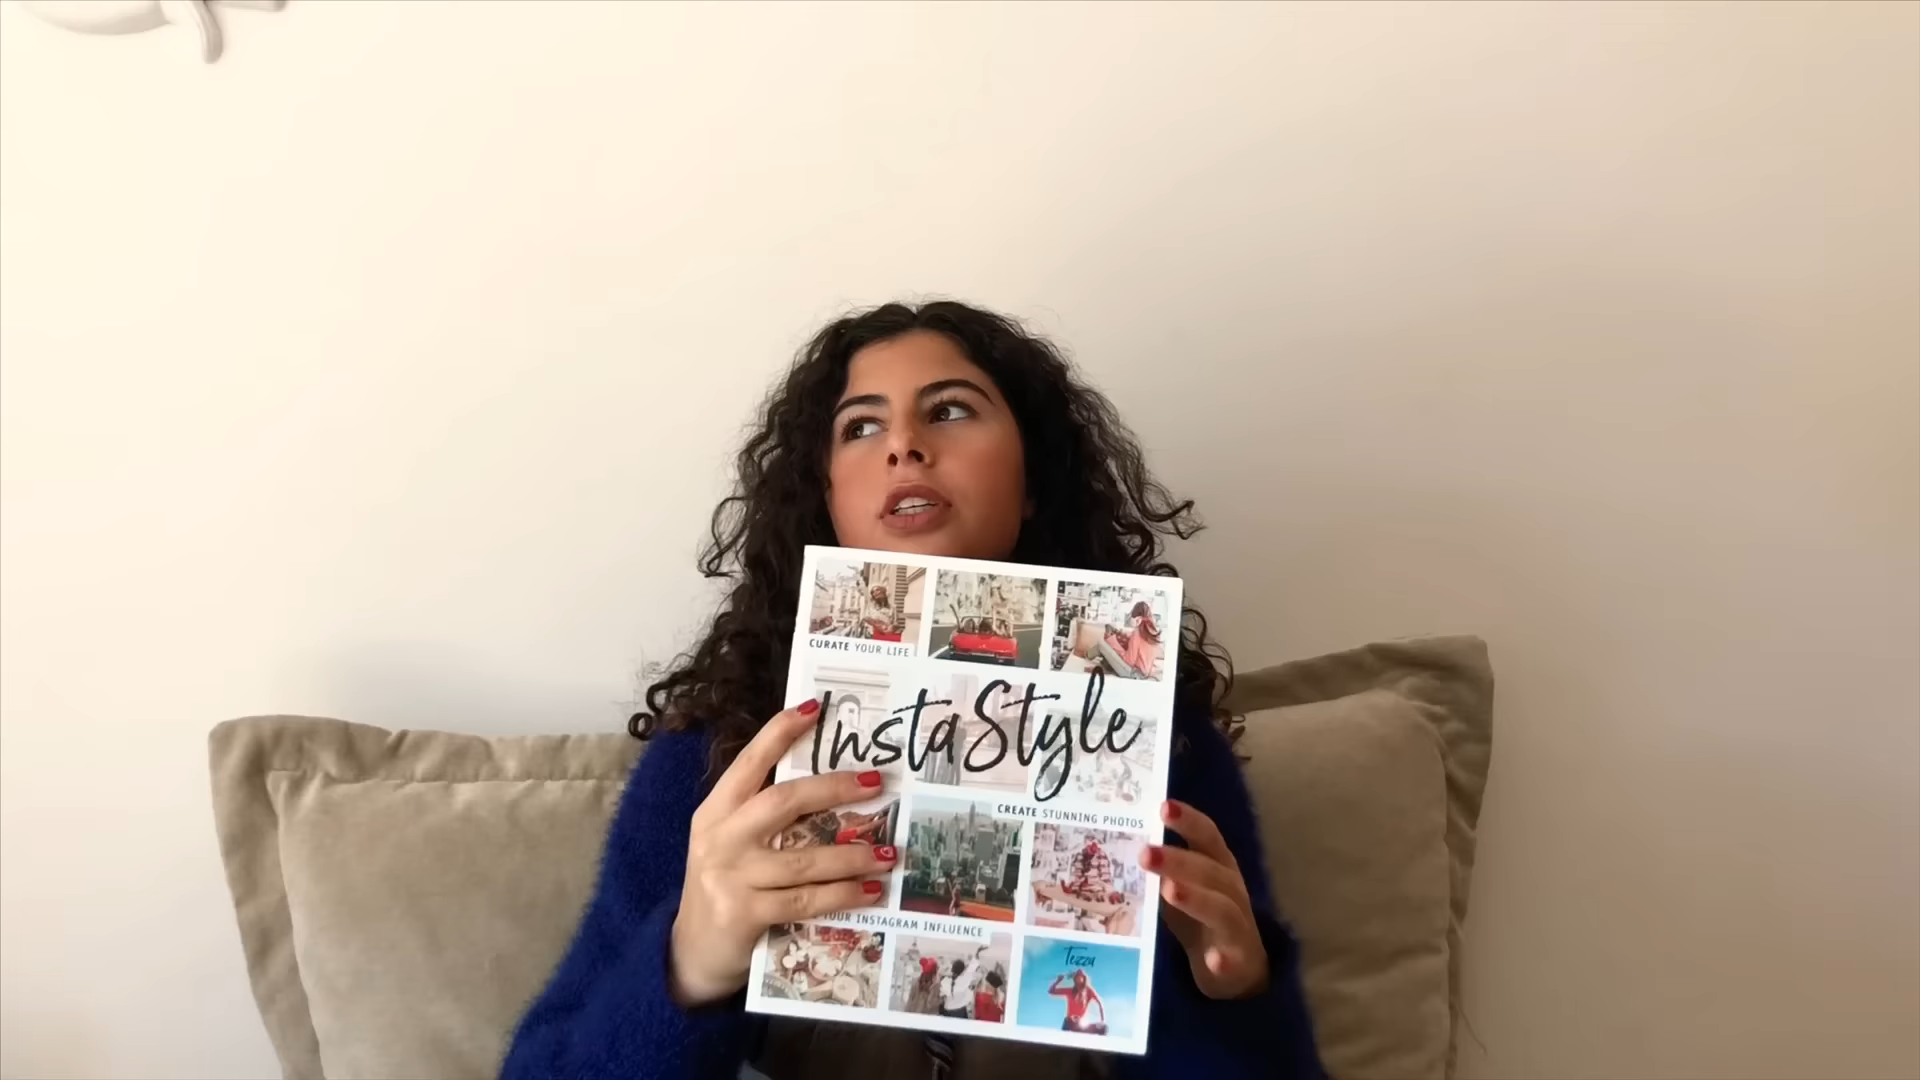 CURATE YOUR LIFE
InstaStyle
CREATE STUNNING PHOTOS
YOUR INSTAGRAM INFLUENCE
Tezza